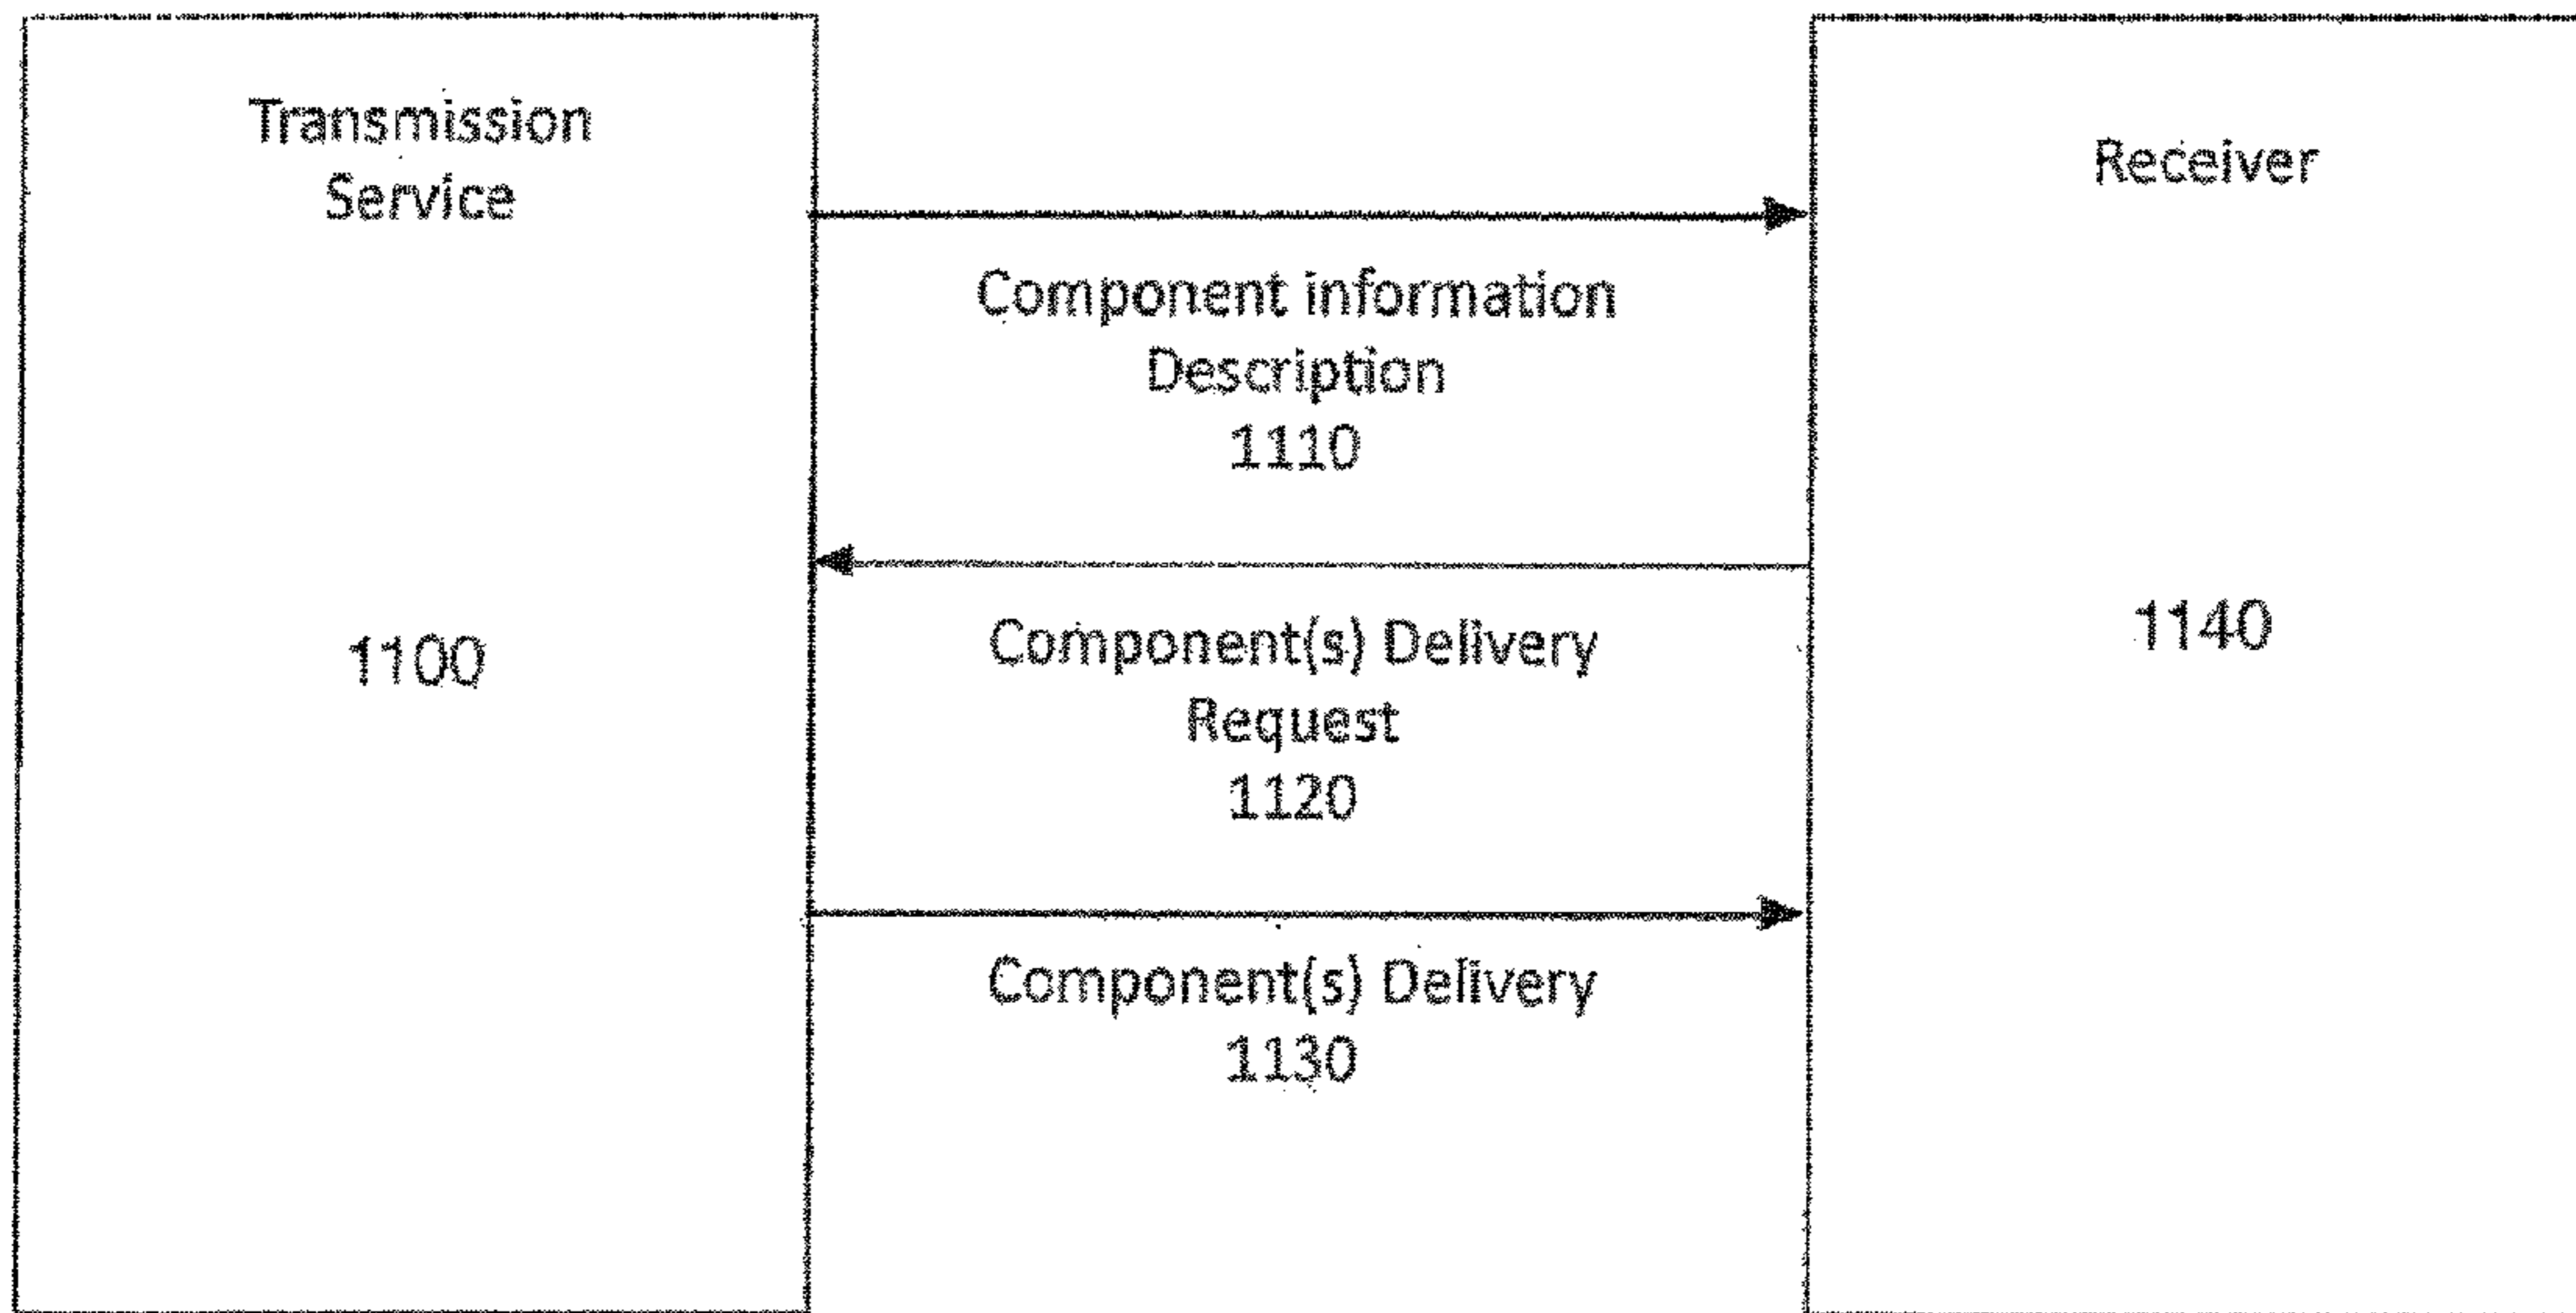 Transmission
Service
1100
Component information
Description
1110
Component(s) Delivery
Request
1120
Component(s) Delivery
1130
Receiver
1140